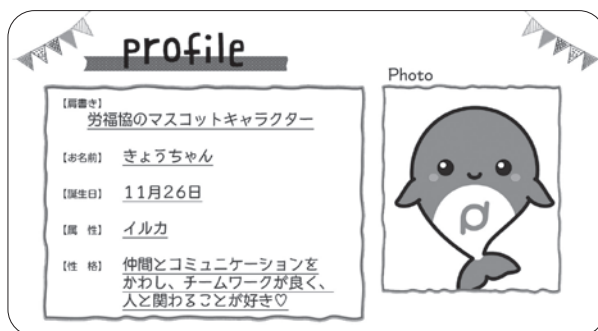 profile
【肩書き】
労福協のマスコットキャラクター
【お名前】 きょうちゃん
【誕生日】 11月26日
【属 性】 イルカ
【性 格】 仲間とコミュニケーションを
かわし、チームワークが良く、
人と関わることが好き♡
Photo